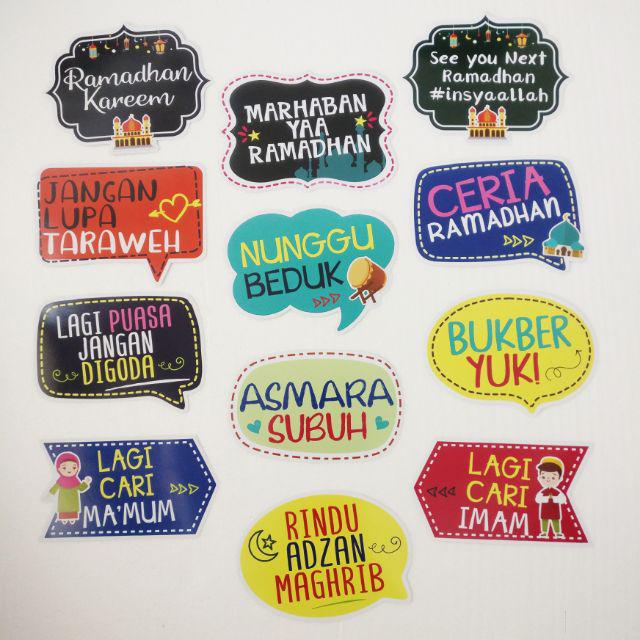 Ramadhan
Kareem
MARHABAN
YAA
RAMADHAN
See you Next
Ramadhan
#insyaallah
JANGAN
LUPA
TARAWEH
NUNGGU
BEDUK
CERIA
RAMADHAN
LAGI PUASA
JANGAN
DIGODA
ASMARA
SUBUH
BUKBER
YUK!
LAGI
CARI
MA'MUM
RINDU
ADZAN
MAGHRIB
LAGI
CARI
IMAM